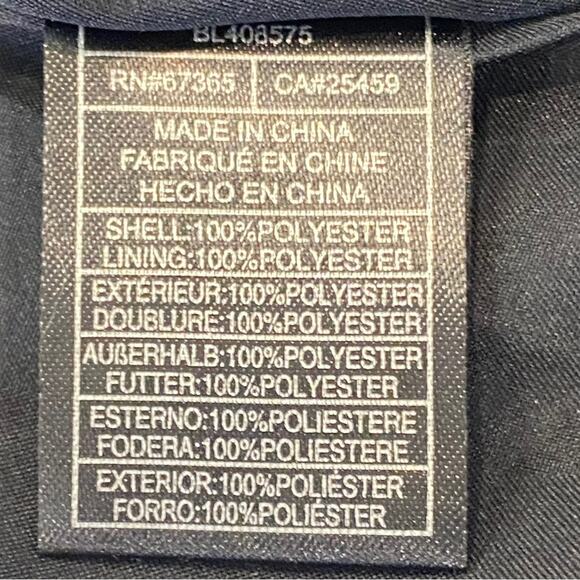 BL408575
RN#67365 CA#25459
MADE IN CHINA
FABRIQUÉ EN CHINE
HECHO EN CHINA
SHELL:100%POLYESTER
LINING:100%POLYESTER
EXTÉRIEUR:100%POLYESTER
DOUBLURE:100%POLYESTER
AUßERHALB:100%POLYESTER
FUTTER:100%POLYESTER
ESTERNO:100%POLIESTERE
FODERA:100%POLIESTERE
EXTERIOR:100%POLIÉSTER
FORRO:100%POLIÉSTER